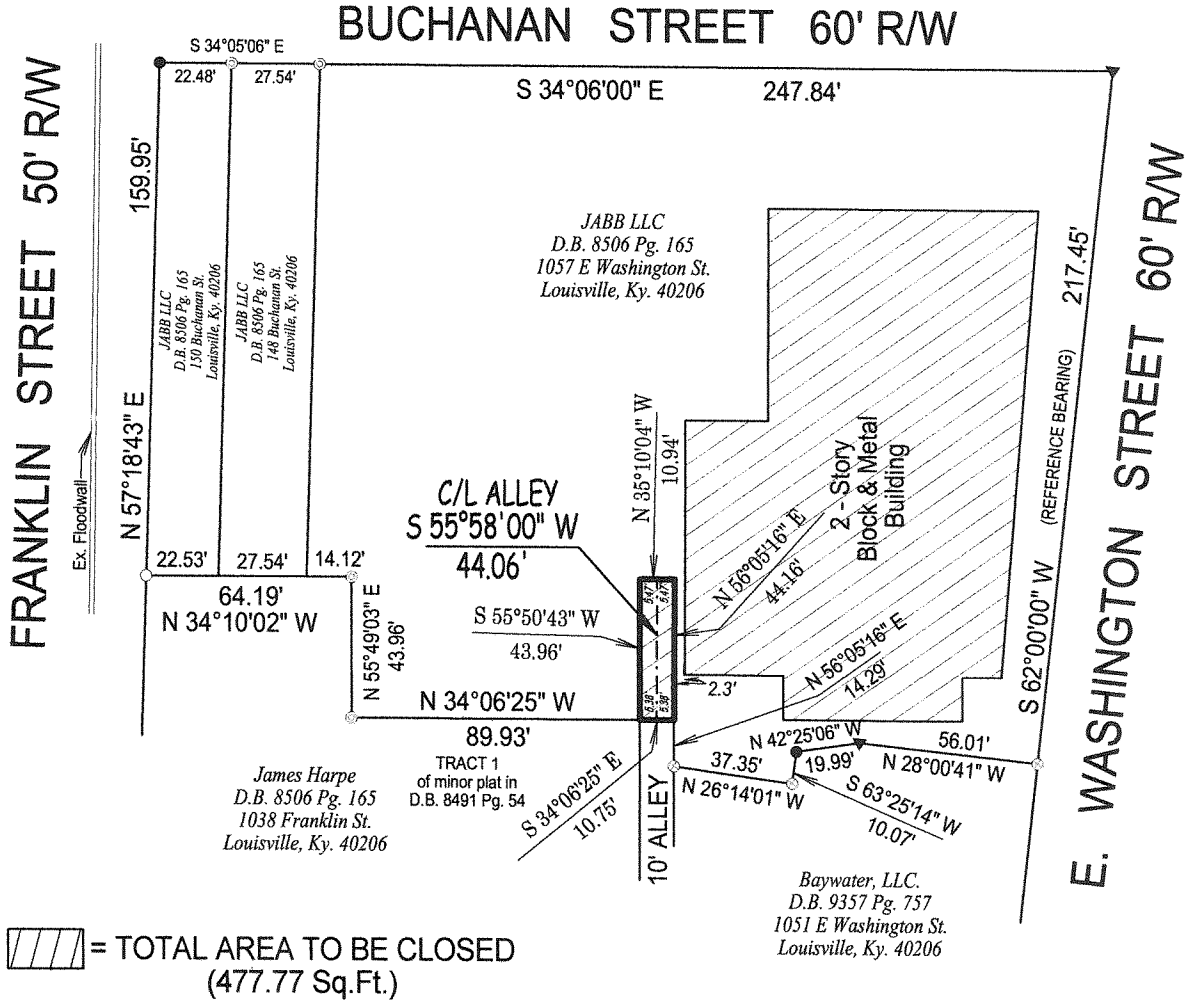 BUCHANAN STREET 60' R/W
S 34°05'06" E
22.48'
27.54'
S 34°06'00" E 247.84'
FRANKLIN STREET 50' R/W
Ex. Floodwall
N 57°18'43" E
159.95'
JABB LLC
D.B. 8506 Pg. 165
150 Buchanan St.
Louisville, Ky. 40206
JABB LLC
D.B. 8506 Pg. 165
148 Buchanan St.
Louisville, Ky. 40206
JABB LLC
D.B. 8506 Pg. 165
1057 E Washington St.
Louisville, Ky. 40206
2 - Story
Block & Metal
Building
217.45'
(REFERENCE BEARING)
S 62°00'00" W
E. WASHINGTON STREET 60' R/W
N 35°10'04" W
10.94'
C/L ALLEY
S 55°58'00" W
44.06'
N 56°05'16" E
44.16'
22.53'
27.54'
14.12'
64.19'
N 34°10'02" W
N 55°49'03" E
43.96'
S 55°50'43" W
43.96'
5.47'
5.47'
5.38'
5.38'
2.3'
N 56°05'16" E
14.29'
N 34°06'25" W
89.93'
TRACT 1
of minor plat in
D.B. 8491 Pg. 54
S 34°06'25" E
10.75'
10' ALLEY
N 42°25'06" W
19.99'
37.35'
N 26°14'01" W
56.01'
N 28°00'41" W
S 63°25'14" W
10.07'
James Harpe
D.B. 8506 Pg. 165
1038 Franklin St.
Louisville, Ky. 40206
Baywater, LLC.
D.B. 9357 Pg. 757
1051 E Washington St.
Louisville, Ky. 40206
= TOTAL AREA TO BE CLOSED
(477.77 Sq.Ft.)